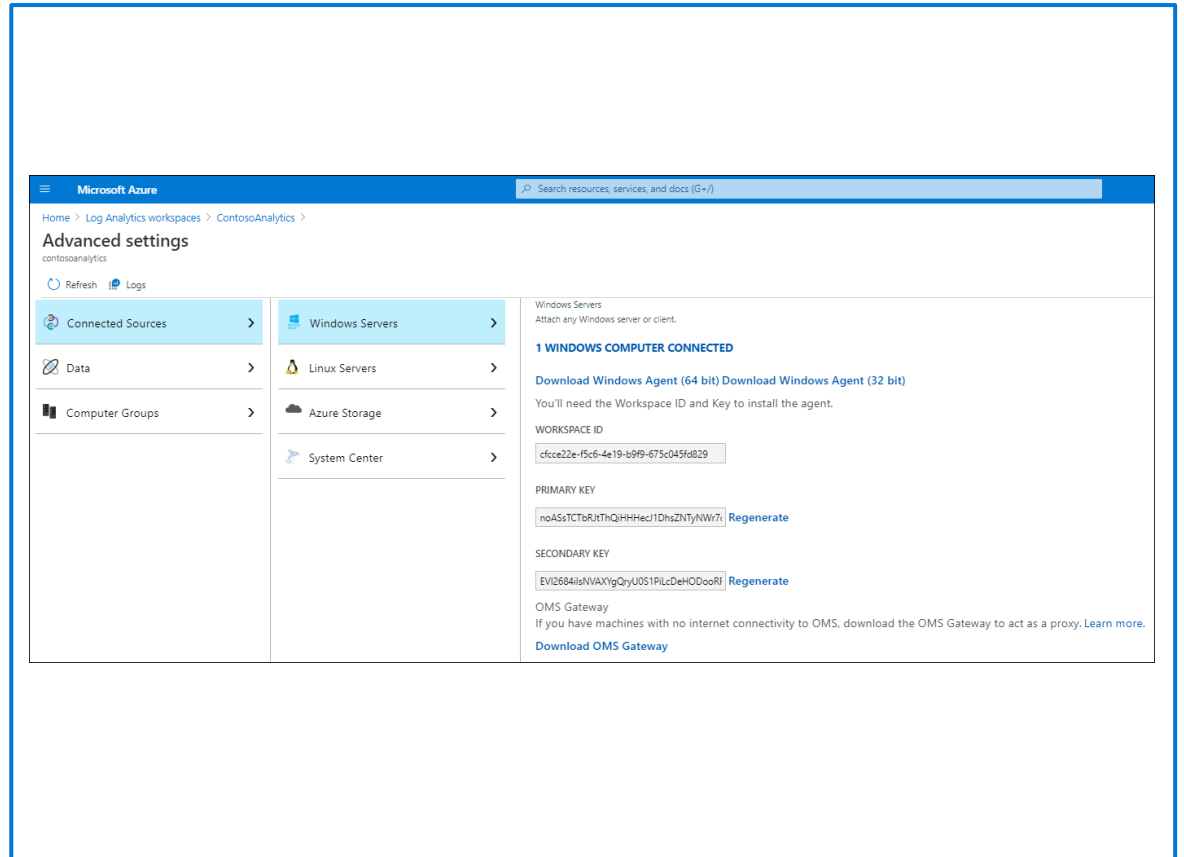 Microsoft Azure
Search resources, services, and docs (G+/)
Home > Log Analytics workspaces > ContosoAnalytics >
Advanced settings
contosoanalytics
Refresh Logs
Connected Sources
Data
Computer Groups
Windows Servers
Linux Servers
Azure Storage
System Center
Windows Servers
Attach any Windows server or client.
1 WINDOWS COMPUTER CONNECTED
Download Windows Agent (64 bit) Download Windows Agent (32 bit)
You'll need the Workspace ID and Key to install the agent.
WORKSPACE ID
cfcce22e-f5c6-4e19-b9f9-675c045fd829
PRIMARY KEY
Regenerate
SECONDARY KEY
Regenerate
OMS Gateway
If you have machines with no internet connectivity to OMS, download the OMS Gateway to act as a proxy. Learn more.
Download OMS Gateway